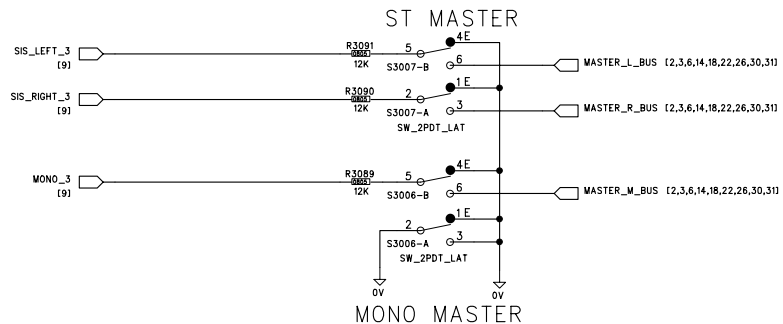 ST MASTER
SIS_LEFT_3
[9]
R3091
0805
12K
5
4E
S3007-B
6
MASTER_L_BUS [2,3,6,14,18,22,26,30,31]
SIS_RIGHT_3
[9]
R3090
0805
12K
2
1E
S3007-A
3
MASTER_R_BUS [2,3,6,14,18,22,26,30,31]
SW_2PDT_LAT
MONO_3
[9]
R3089
0805
12K
5
4E
S3006-B
6
MASTER_M_BUS [2,3,6,14,18,22,26,30,31]
2
1E
S3006-A
3
SW_2PDT_LAT
0V
0V
MONO MASTER